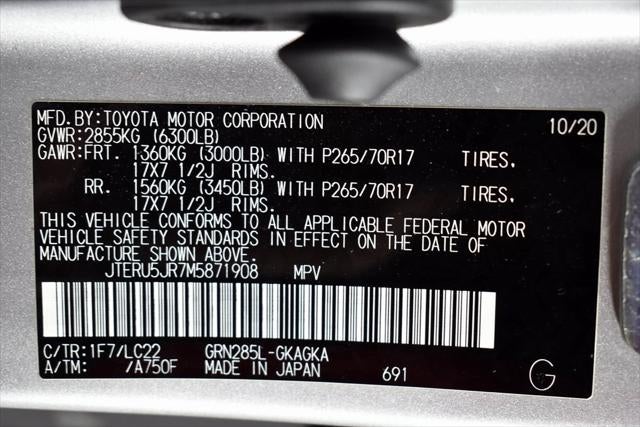 MFD.BY:TOYOTA MOTOR CORPORATION 10/20
GVWR:2855KG (6300LB)
GAWR:FRT. 1360KG (3000LB) WITH P265/70R17 TIRES,
17X7 1/2J RIMS.
RR. 1560KG (3450LB) WITH P265/70R17 TIRES,
17X7 1/2J RIMS.
THIS VEHICLE CONFORMS TO ALL APPLICABLE FEDERAL MOTOR
VEHICLE SAFETY STANDARDS IN EFFECT ON THE DATE OF
MANUFACTURE SHOWN ABOVE.
JTERU5JR7M5871908 MPV
C/TR:1F7/LC22 GRN285L-GKAGKA
A/TM: /A750F MADE IN JAPAN 691 G